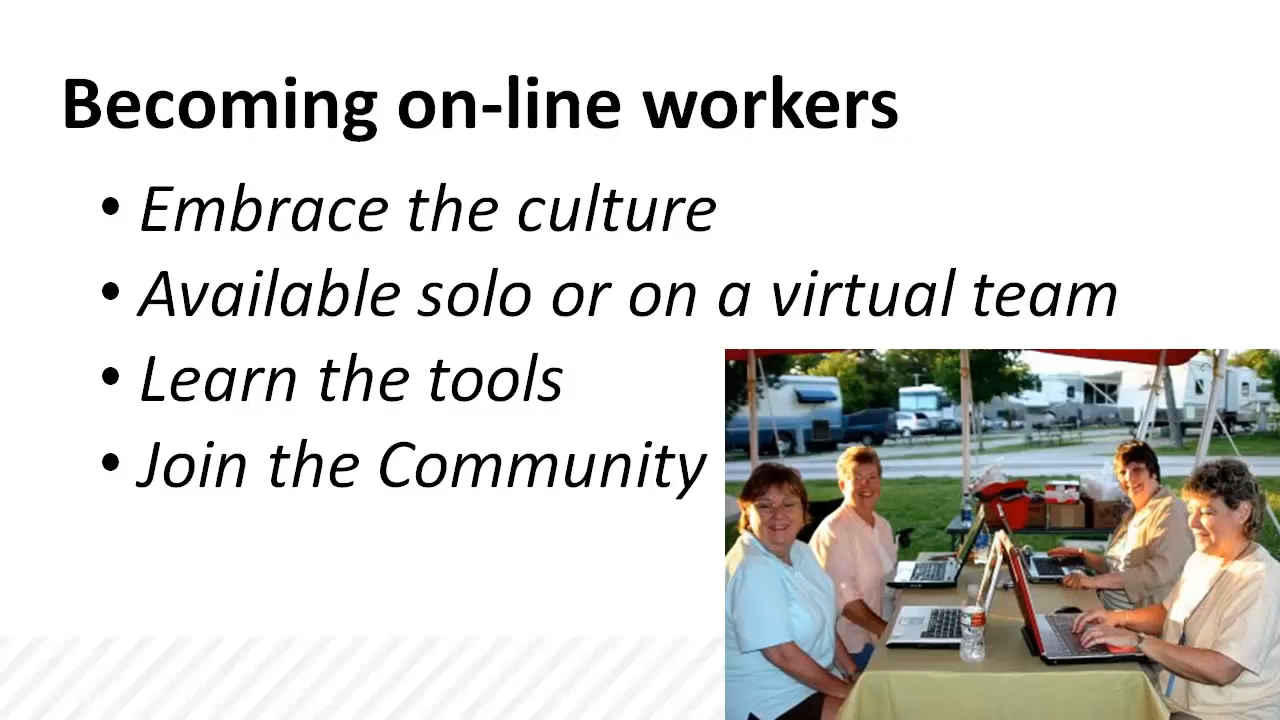 Becoming on-line workers
• Embrace the culture
• Available solo or on a virtual team
• Learn the tools
• Join the Community